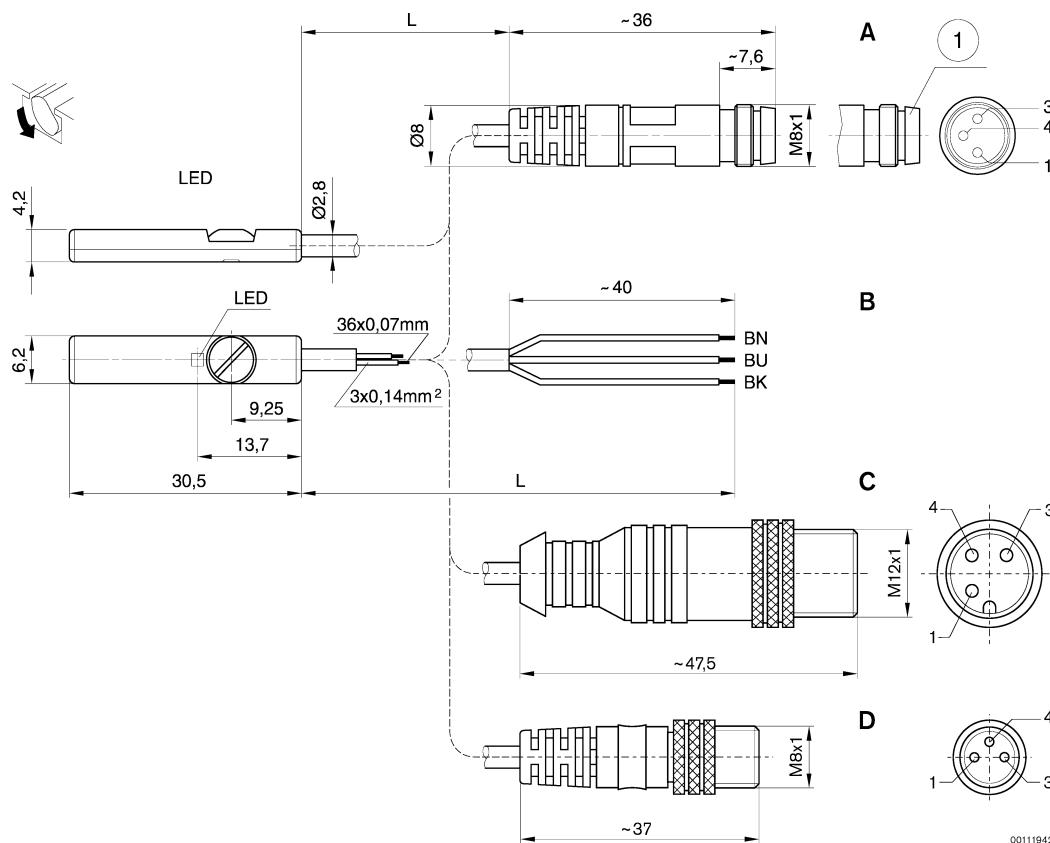 L
~36
A
1
~7,6
Ø8
M8x1
3
4
1
LED
4,2
Ø2,8
LED
36x0,07mm
~40
B
6,2
BN
BU
BK
3x0,14mm²
9,25
13,7
30,5
L
C
4
3
M12x1
1
~47,5
D
4
M8x1
1
3
~37
00111942